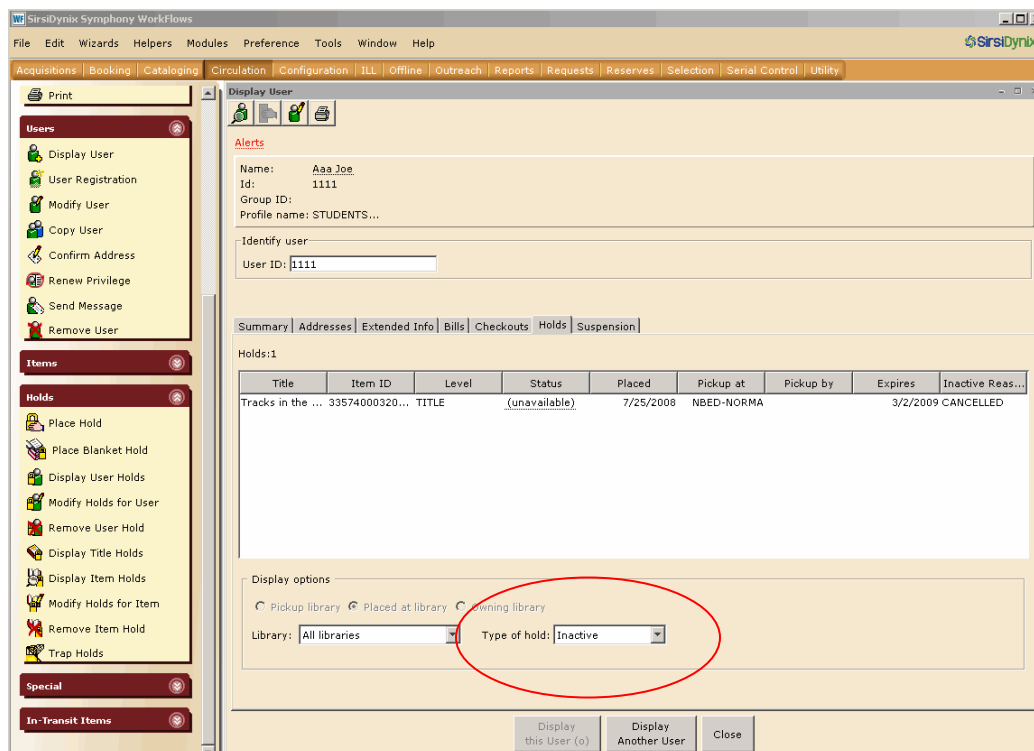 WF SirsiDynix Symphony WorkFlows
File Edit Wizards Helpers Modules Preference Tools Window Help
SirsiDynix
Acquisitions Booking Cataloging Circulation Configuration ILL Offline Outreach Reports Requests Reserves Selection Serial Control Utility
Print
Users
Display User
User Registration
Modify User
Copy User
Confirm Address
Renew Privilege
Send Message
Remove User
Items
Holds
Place Hold
Place Blanket Hold
Display User Holds
Modify Holds for User
Remove User Hold
Display Title Holds
Display Item Holds
Modify Holds for Item
Remove Item Hold
Trap Holds
Special
In-Transit Items
Display User
Alerts
Name: Aaa Joe
Id: 1111
Group ID:
Profile name: STUDENTS...
Identify user
User ID: 1111
Summary Addresses Extended Info Bills Checkouts Holds Suspension
Holds:1
Title Item ID Level Status Placed Pickup at Pickup by Expires Inactive Reas...
Tracks in the ... 33574000320... TITLE (unavailable) 7/25/2008 NBED-NORMA 3/2/2009 CANCELLED
Display options
Pickup library Placed at library Owning library
Library: All libraries Type of hold: Inactive
Display this User (o)
Display Another User
Close